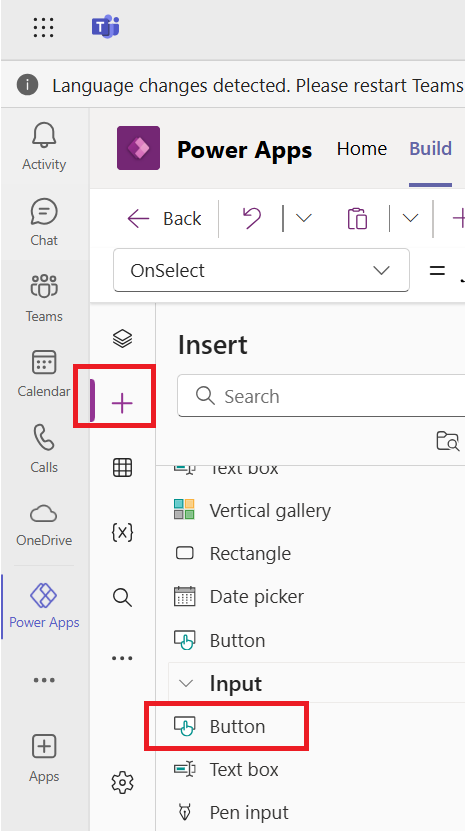 Language changes detected. Please restart Teams
Activity
Chat
Teams
Calendar
Calls
OneDrive
Power Apps
Apps
Power Apps Home Build
Back
OnSelect =
Insert
Search
Text box
Vertical gallery
Rectangle
Date picker
Button
Input
Button
Text box
Pen input